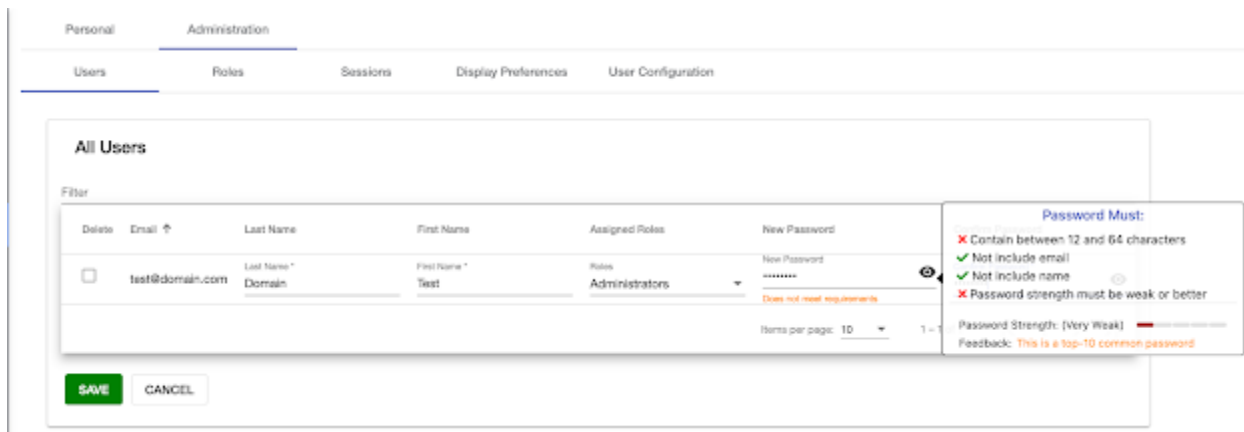 Personal Administration
Users Roles Sessions Display Preferences User Configuration
All Users
Filter
Delete Email ↑ Last Name First Name Assigned Roles New Password
test@domain.com
Last Name *
Domain
First Name *
Test
Roles
Administrators
New Password
••••••••
Does not meet requirements
Items per page: 10 1 –
Password Must:
✗ Contain between 12 and 64 characters
✓ Not include email
✓ Not include name
✗ Password strength must be weak or better
Password Strength: (Very Weak)
Feedback: This is a top-10 common password
SAVE CANCEL